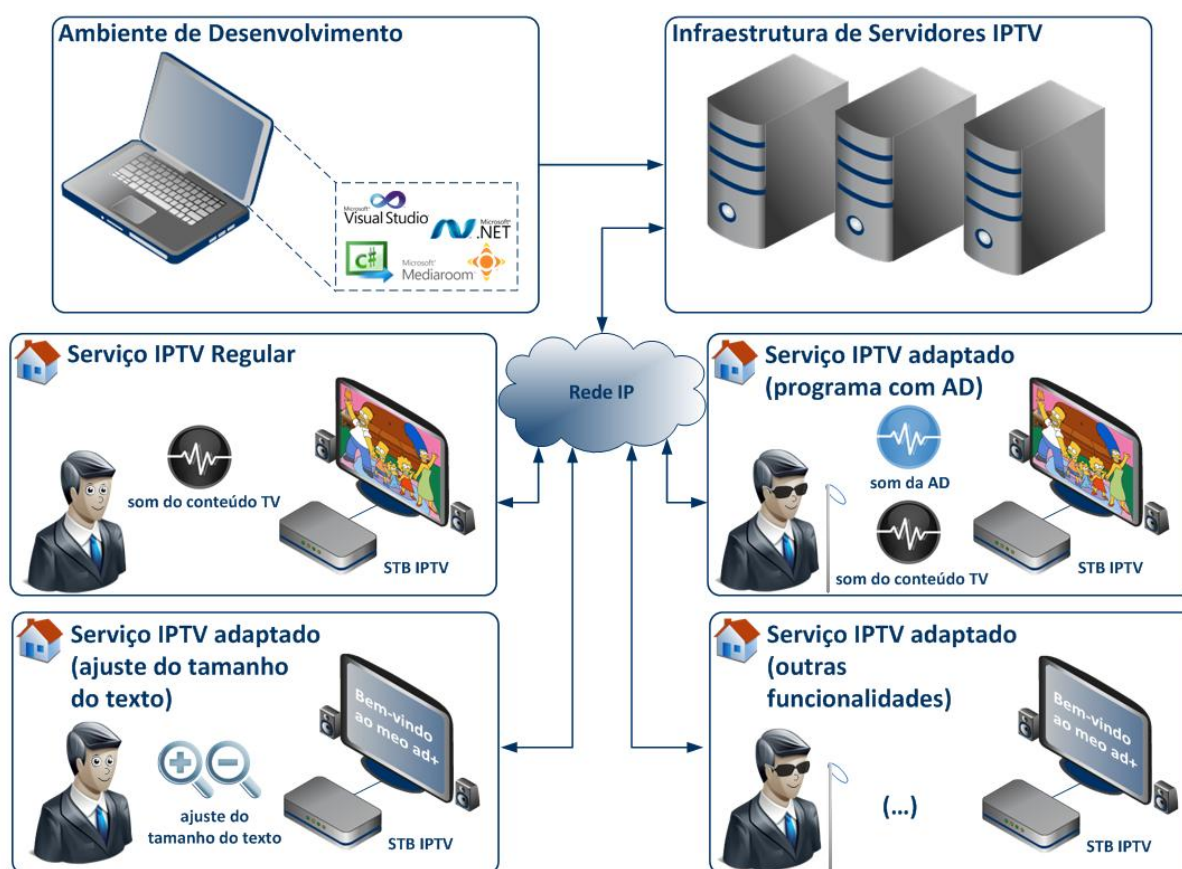 Ambiente de Desenvolvimento
Microsoft
Visual Studio
Microsoft
.NET
C#
Microsoft
Mediaroom
Infraestrutura de Servidores IPTV
Rede IP
Serviço IPTV Regular
som do conteúdo TV
STB IPTV
Serviço IPTV adaptado
(programa com AD)
som da AD
som do conteúdo TV
STB IPTV
Serviço IPTV adaptado
(ajuste do tamanho
do texto)
Bem-vindo
ao meo ad+
ajuste do
tamanho do texto
STB IPTV
Serviço IPTV adaptado
(outras
funcionalidades)
Bem-vindo
ao meo ad+
(...)
STB IPTV